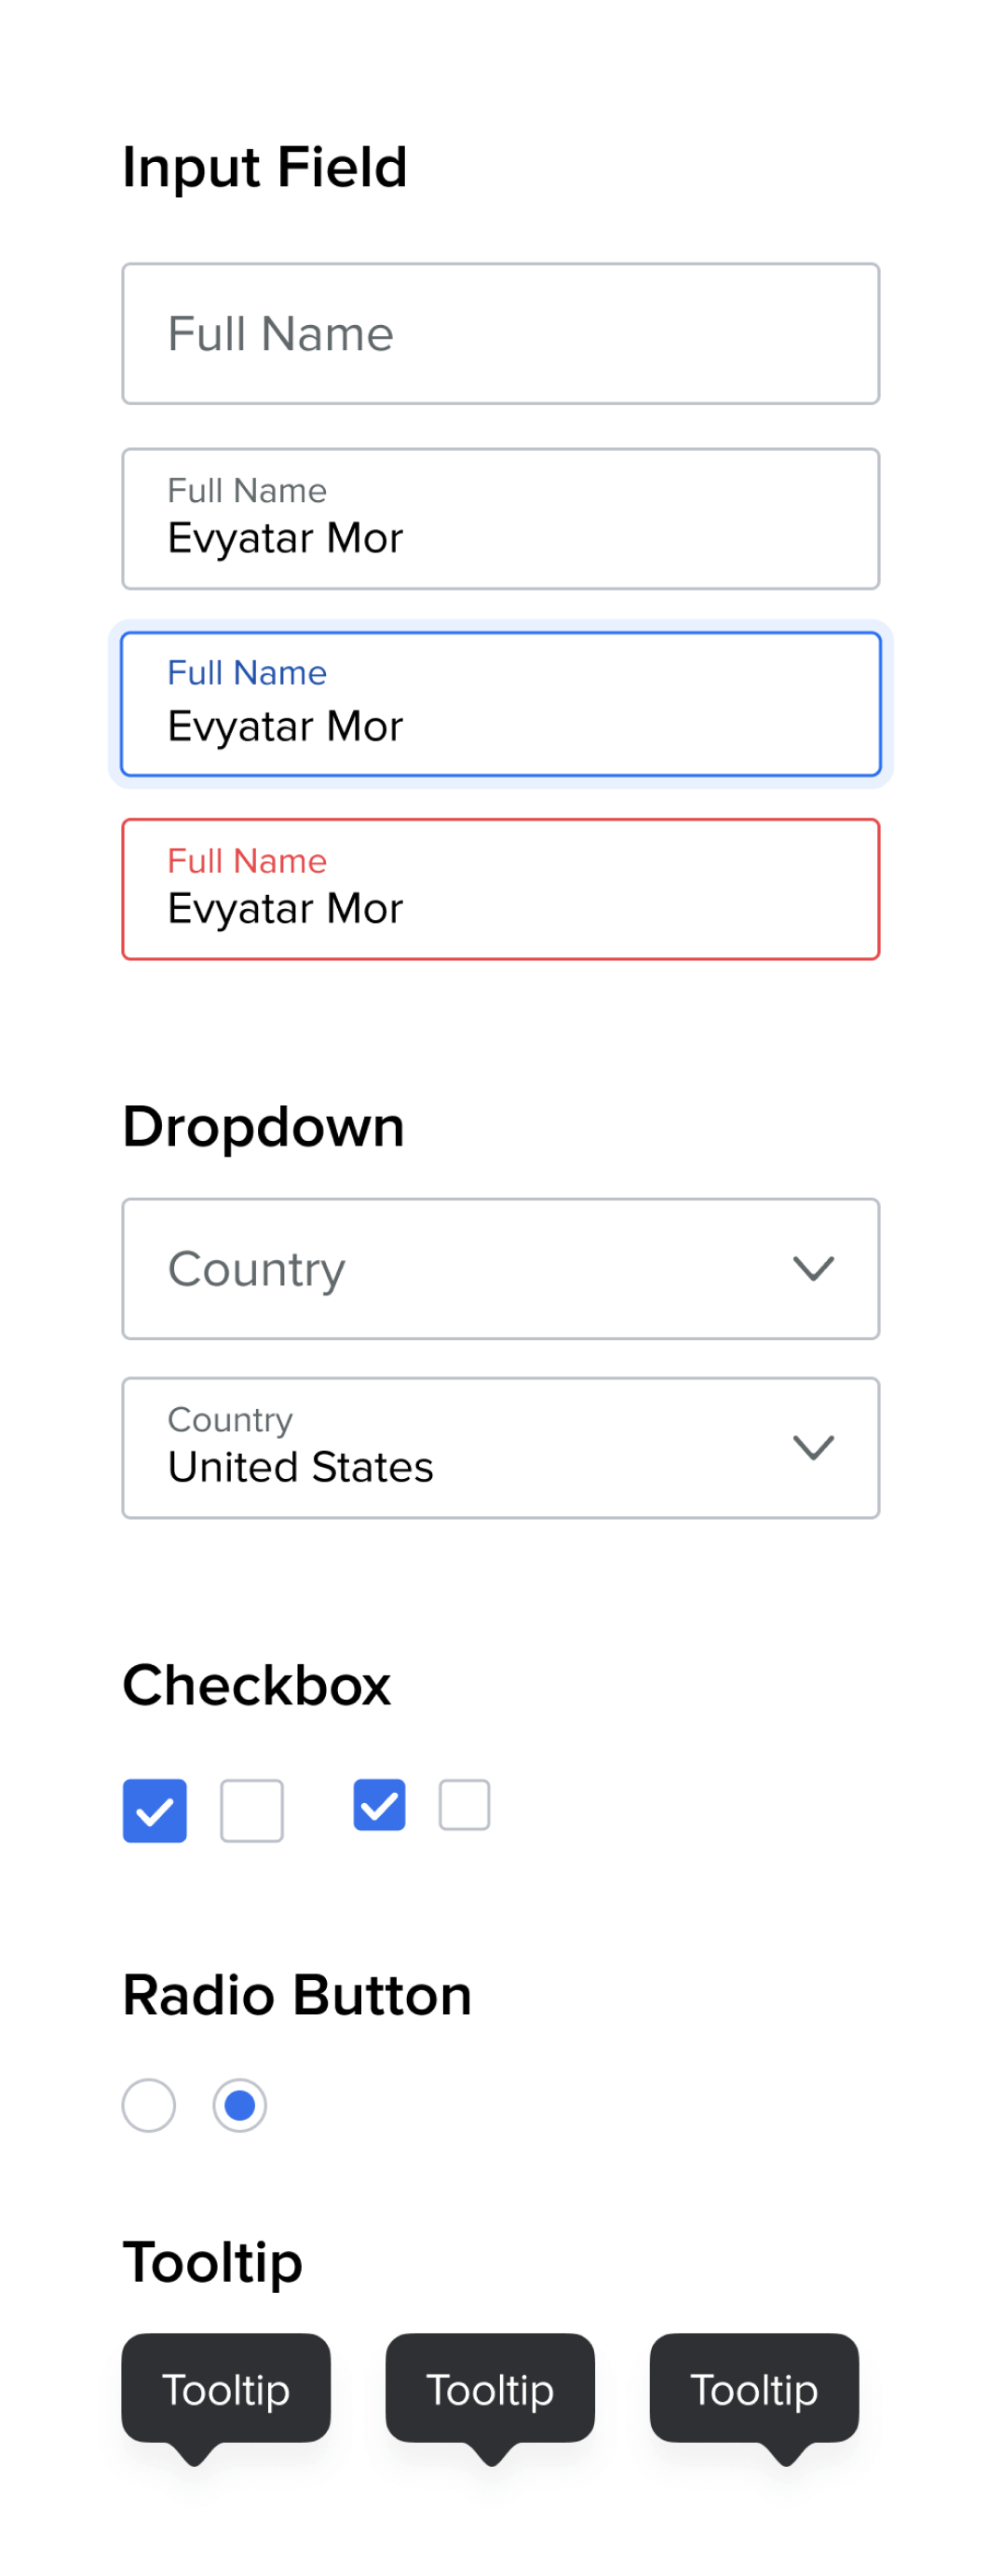 Input Field
Full Name
Full Name
Evyatar Mor
Full Name
Evyatar Mor
Full Name
Evyatar Mor
Dropdown
Country
Country
United States
Checkbox
Radio Button
Tooltip
Tooltip Tooltip Tooltip